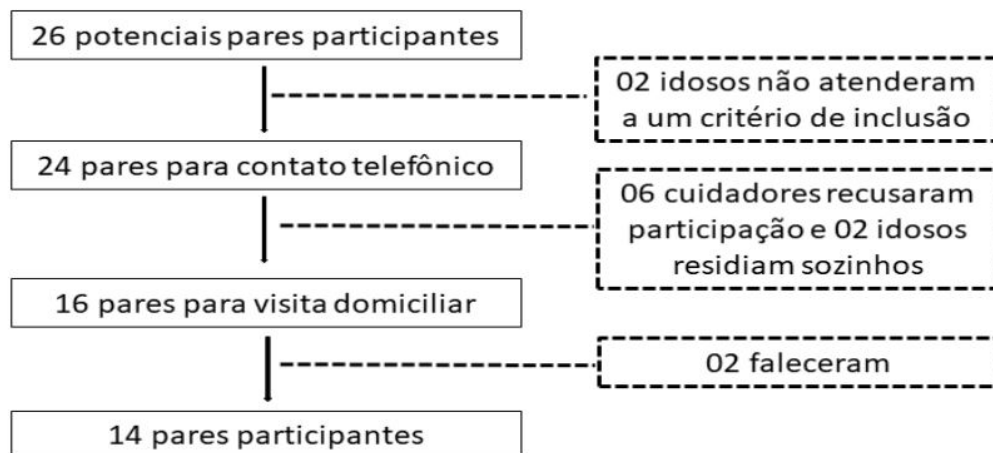 26 potenciais pares participantes
02 idosos não atenderam
a um critério de inclusão
24 pares para contato telefônico
06 cuidadores recusaram
participação e 02 idosos
residiam sozinhos
16 pares para visita domiciliar
02 faleceram
14 pares participantes